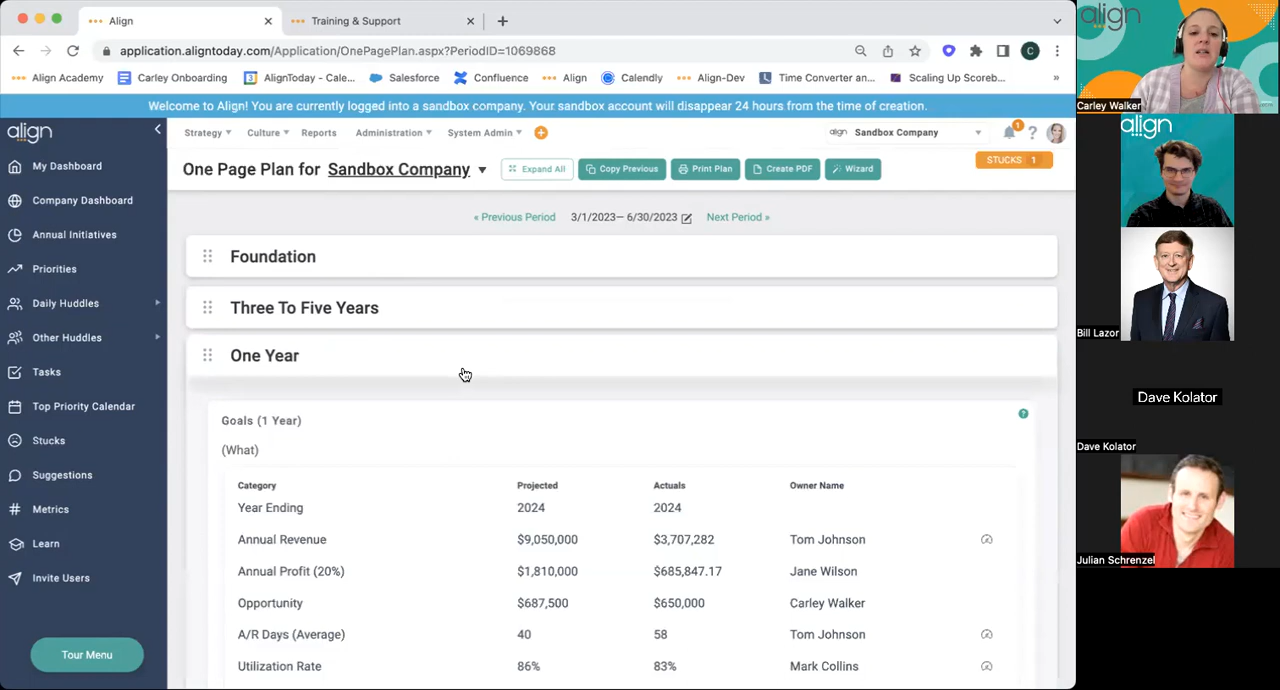 Align
Training & Support
application.aligntoday.com/Application/OnePagePlan.aspx?PeriodID=1069868
C
Align Academy
Carley Onboarding
AlignToday - Cale...
Salesforce
Confluence
Align
Calendly
Align-Dev
Time Converter an...
Scaling Up Scoreb...
»
Welcome to Align! You are currently logged into a sandbox company. Your sandbox account will disappear 24 hours from the time of creation.
align
Strategy
Culture
Reports
Administration
System Admin
align Sandbox Company
1
?
One Page Plan for Sandbox Company
Expand All
Copy Previous
Print Plan
Create PDF
Wizard
STUCKS 1
« Previous Period
3/1/2023— 6/30/2023
Next Period »
My Dashboard
Company Dashboard
Annual Initiatives
Priorities
Daily Huddles
Other Huddles
Tasks
Top Priority Calendar
Stucks
Suggestions
Metrics
Learn
Invite Users
Tour Menu
Foundation
Three To Five Years
One Year
Goals (1 Year)
?
(What)
Category Projected Actuals Owner Name
Year Ending 2024 2024
Annual Revenue $9,050,000 $3,707,282 Tom Johnson
Annual Profit (20%) $1,810,000 $685,847.17 Jane Wilson
Opportunity $687,500 $650,000 Carley Walker
A/R Days (Average) 40 58 Tom Johnson
Utilization Rate 86% 83% Mark Collins
align
Carley Walker
align
Bill Lazor
Dave Kolator
Dave Kolator
Julian Schrenzel